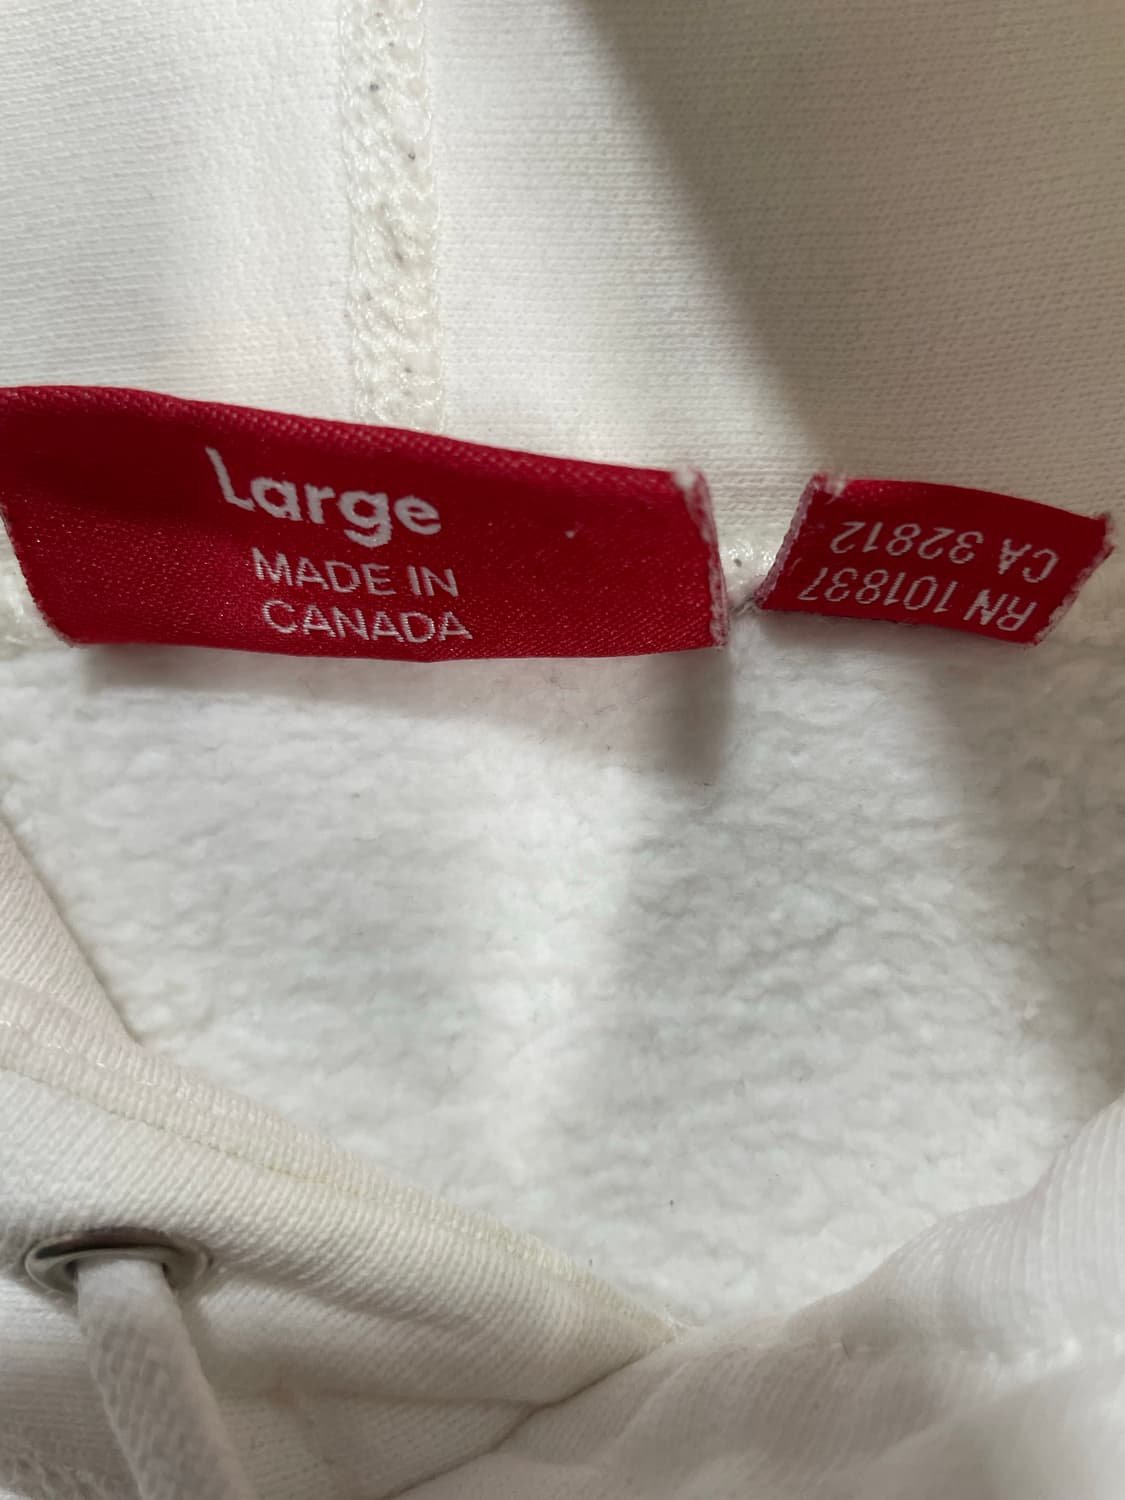 Large
MADE IN
CANADA
RN 101837
CA 32812